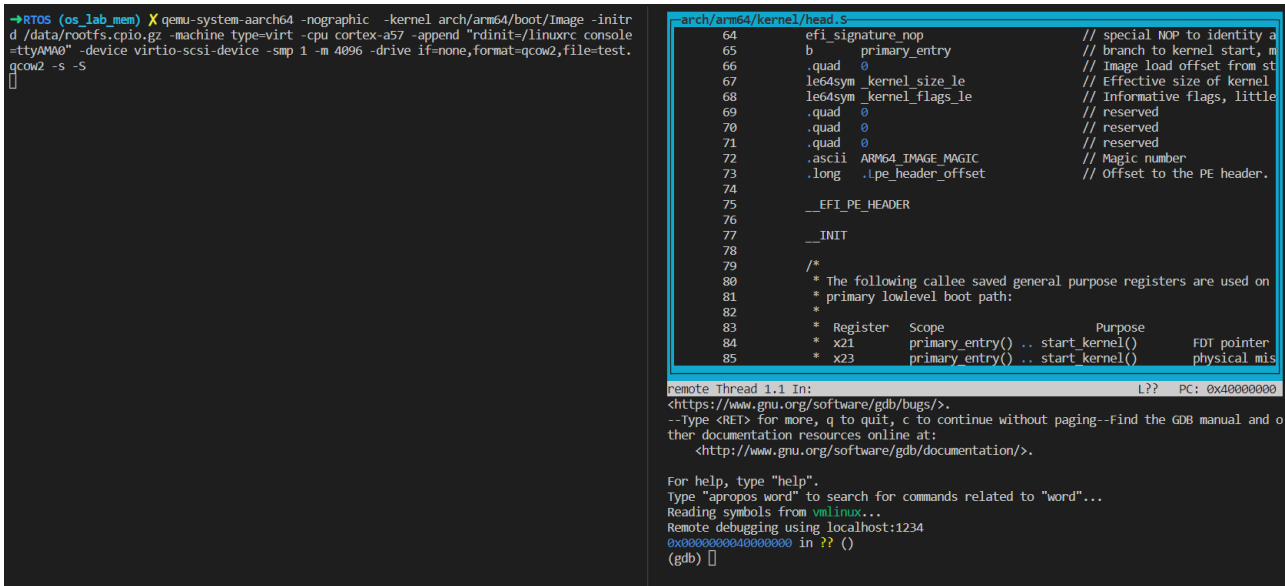 →RTOS (os_lab_mem) ✗ qemu-system-aarch64 -nographic  -kernel arch/arm64/boot/Image -initr
d /data/rootfs.cpio.gz -machine type=virt -cpu cortex-a57 -append "rdinit=/linuxrc console
=ttyAMA0" -device virtio-scsi-device -smp 1 -m 4096 -drive if=none,format=qcow2,file=test.
qcow2 -s -S
arch/arm64/kernel/head.S
64 efi_signature_nop // special NOP to identity a
65 b primary_entry // branch to kernel start, m
66 .quad 0 // Image load offset from st
67 le64sym _kernel_size_le // Effective size of kernel
68 le64sym _kernel_flags_le // Informative flags, little
69 .quad 0 // reserved
70 .quad 0 // reserved
71 .quad 0 // reserved
72 .ascii ARM64_IMAGE_MAGIC // Magic number
73 .long .Lpe_header_offset // Offset to the PE header.
74
75 __EFI_PE_HEADER
76
77 __INIT
78
79 /*
80 * The following callee saved general purpose registers are used on
81 * primary lowlevel boot path:
82 *
83 * Register Scope Purpose
84 * x21 primary_entry() .. start_kernel() FDT pointer
85 * x23 primary_entry() .. start_kernel() physical mis
remote Thread 1.1 In: L?? PC: 0x40000000
<https://www.gnu.org/software/gdb/bugs/>.
--Type <RET> for more, q to quit, c to continue without paging--Find the GDB manual and o
ther documentation resources online at:
<http://www.gnu.org/software/gdb/documentation/>.
For help, type "help".
Type "apropos word" to search for commands related to "word"...
Reading symbols from vmlinux...
Remote debugging using localhost:1234
0x0000000040000000 in ?? ()
(gdb)